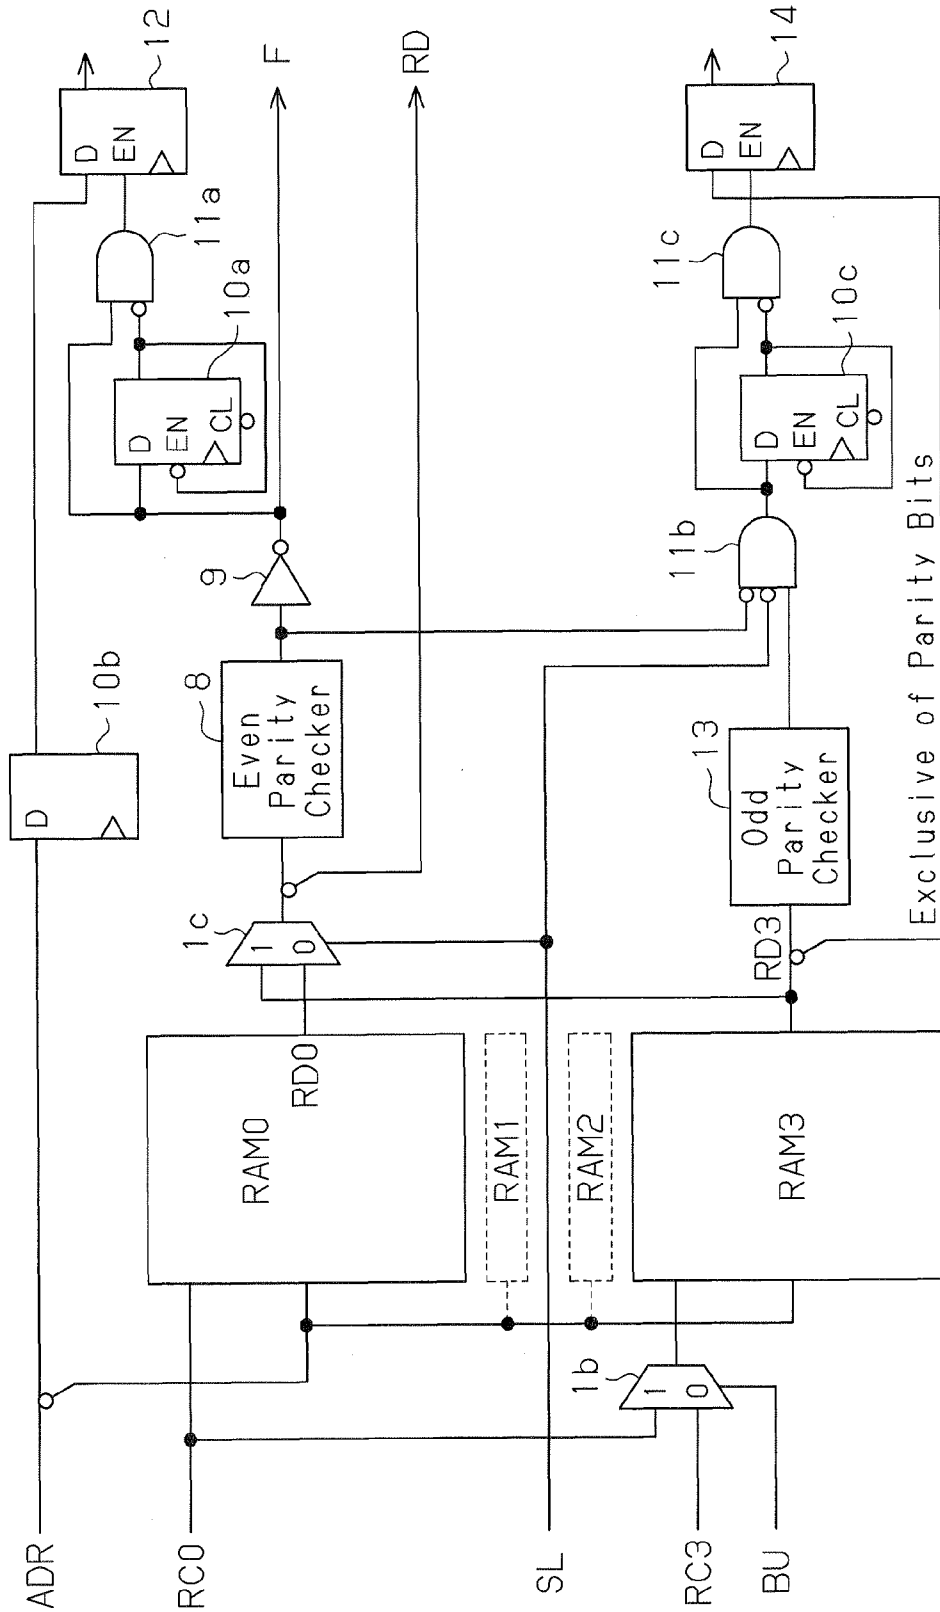 ADR
RC0
SL
RC3
BU
1b
1
0
RAM0
RD0
RAM1
RAM2
RAM3
RD3
1c
1
0
D
10b
Even
Parity
Checker
8
Odd
Parity
Checker
13
Exclusive of Parity Bits
9
11b
D
EN
CL
10a
11a
D
EN
12
F
RD
D
EN
CL
10c
11c
D
EN
14